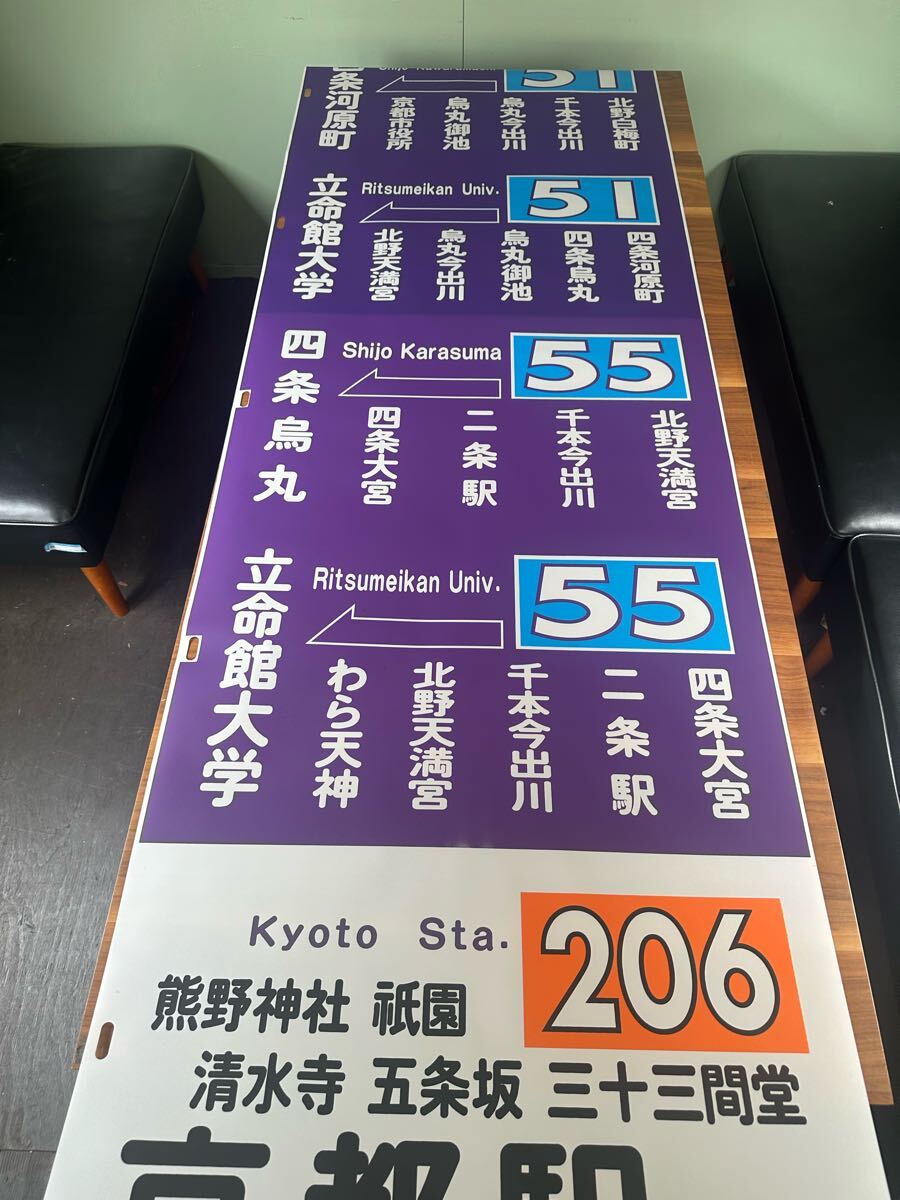 四条河原町
51
京都市役所
烏丸御池
烏丸今出川
千本今出川
北野白梅町
立命館大学
Ritsumeikan Univ.
51
北野天満宮
烏丸今出川
烏丸御池
四条烏丸
四条河原町
四条烏丸
Shijo Karasuma
55
四条大宮
二条駅
千本今出川
北野天満宮
立命館大学
Ritsumeikan Univ.
55
わら天神
北野天満宮
千本今出川
二条駅
四条大宮
Kyoto Sta.
206
熊野神社 祇園
清水寺 五条坂 三十三間堂
京都駅